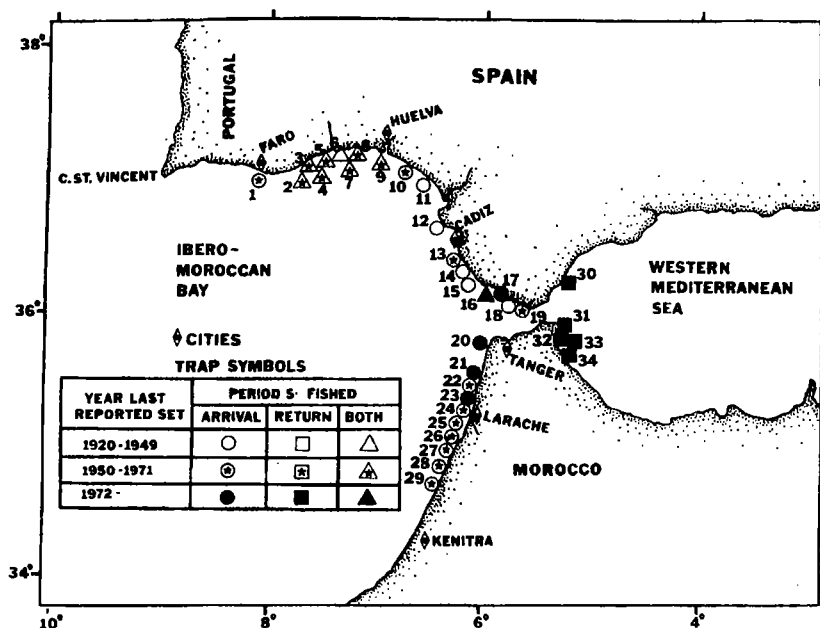 38°
36°
34°
10°
8°
6°
4°
SPAIN
PORTUGAL
HUELVA
FARO
C. ST. VINCENT
CADIZ
IBERO-
MOROCCAN
BAY
WESTERN
MEDITERRANEAN
SEA
TANGER
LARACHE
MOROCCO
KENITRA
1
2
3
4
5
6
7
8
9
10
11
12
13
14
15
16
17
18
19
20
21
22
23
24
25
26
27
28
29
30
31
32
33
34
CITIES
TRAP SYMBOLS
YEAR LAST
REPORTED SET
PERIOD S· FISHED
ARRIVAL
RETURN
BOTH
1920-1949
1950-1971
1972-